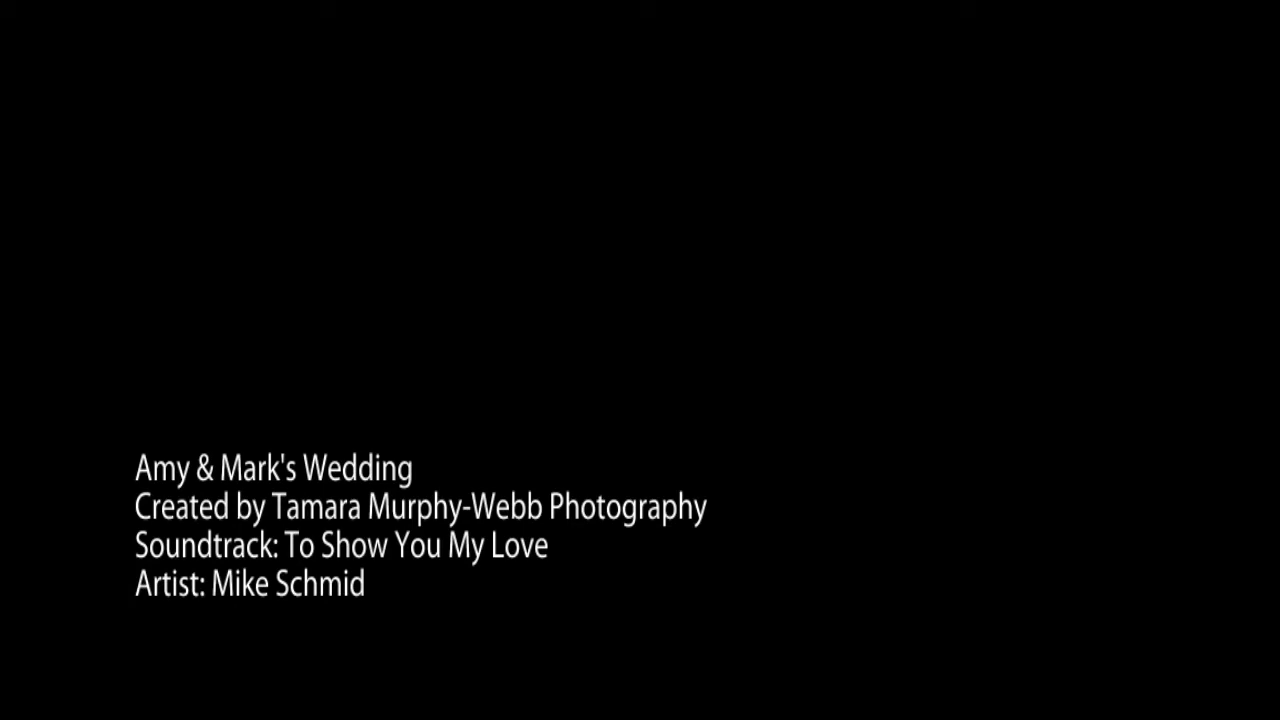 Amy & Mark's Wedding
Created by Tamara Murphy-Webb Photography
Soundtrack: To Show You My Love
Artist: Mike Schmid